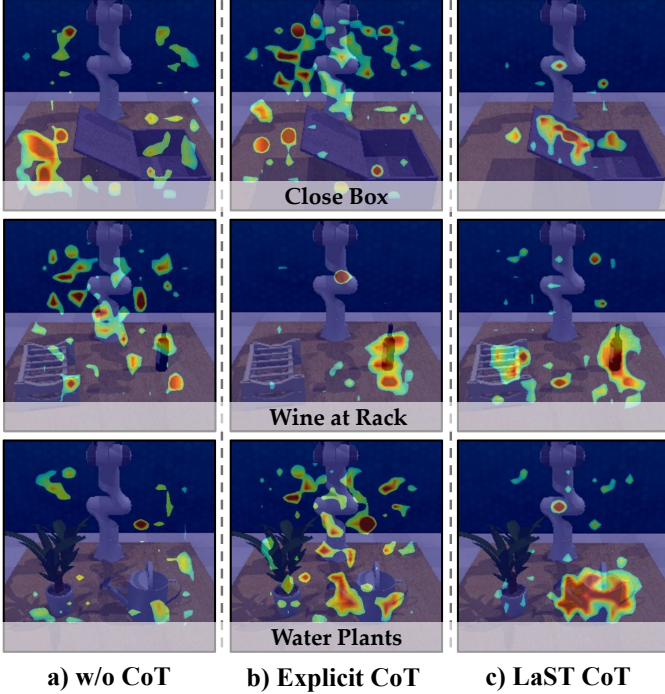 Close Box
Wine at Rack
Water Plants
a) w/o CoT b) Explicit CoT c) LaST CoT